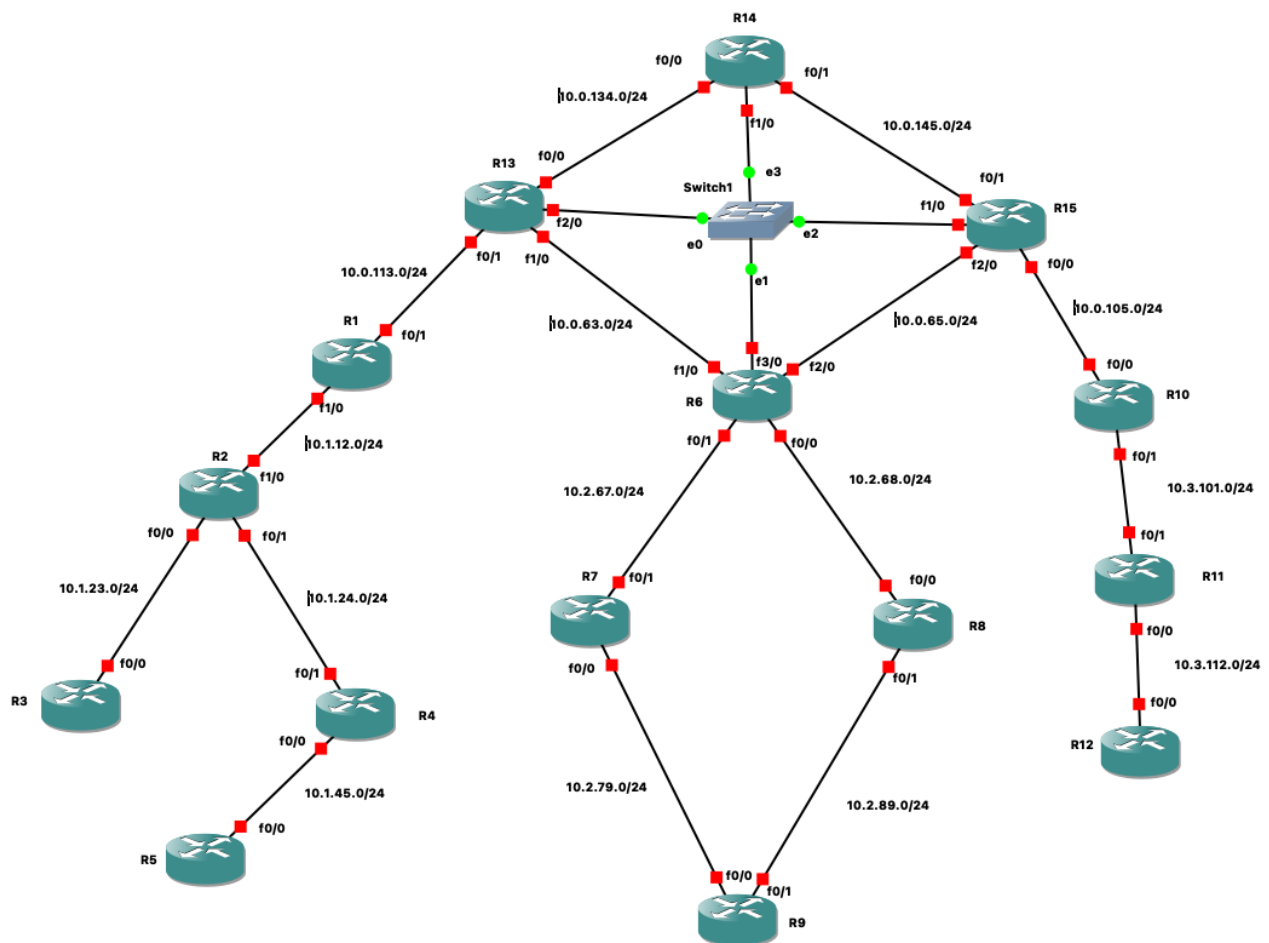 R14
f0/0
f0/1
10.0.134.0/24
f1/0
10.0.145.0/24
R13
f0/0
e3
Switch1
f0/1
f1/0
R15
f2/0
e0
e2
f0/1
f1/0
f2/0
f0/0
10.0.113.0/24
e1
10.0.105.0/24
R1
10.0.63.0/24
10.0.65.0/24
f0/1
f1/0
f3/0
f2/0
f0/0
R6
R10
f1/0
f0/1
f0/0
10.1.12.0/24
f0/1
R2
f1/0
10.2.67.0/24
10.2.68.0/24
10.3.101.0/24
f0/0
f0/1
f0/1
R7
f0/1
f0/0
R11
10.1.23.0/24
10.1.24.0/24
R8
f0/0
f0/0
f0/1
f0/0
f0/1
10.3.112.0/24
R3
R4
f0/0
f0/0
R12
10.1.45.0/24
10.2.79.0/24
10.2.89.0/24
f0/0
R5
f0/0
f0/1
R9